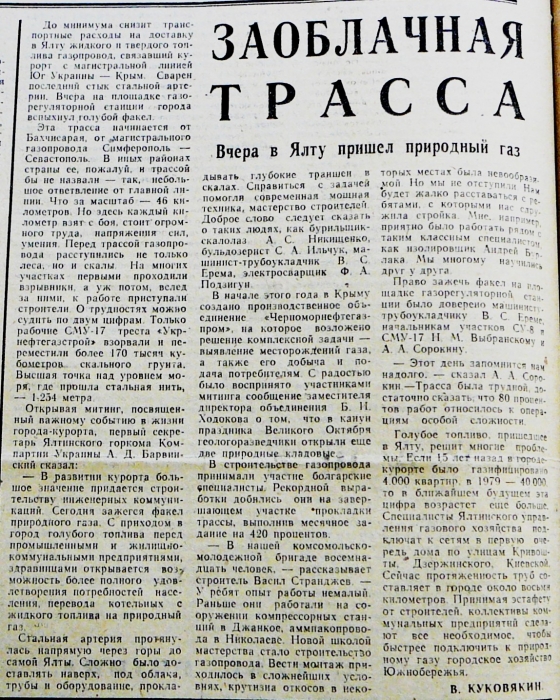 ЗАОБЛАЧНАЯ
ТРАССА
Вчера в Ялту пришел природный газ
До минимума снизит транс-
портные расходы на доставку
в Ялту жидкого и твердого топ-
лива газопровод, связавший ку-
рорт с магистральной линией
Юг Украины — Крым. Сварен
последний стык стальной арте-
рии. Вчера на площадке газо-
регуляторной станции города
вспыхнул голубой факел.
Эта трасса начинается от
Бахчисарая, от магистрального
газопровода Симферополь —
Севастополь. В иных районах
страны ее, пожалуй, и трассой
бы не назвали — так, неболь-
шое ответвление от главной ли-
нии. Что за масштаб — 46 ки-
лометров. Но здесь каждый ки-
лометр взят с боя, стоит огром-
ного труда, напряжения сил,
умения. Перед трассой газопро-
вода расступились не только
леса, но и скалы. На многих
участках первыми проходили
взрывники, а уж потом, вслед
за ними, к работе приступали
строители. О трудностях можно
судить по двум цифрам. Только
рабочие СМУ-17 треста «Укр-
нефтегазстрой» взорвали и пе-
реместили более 170 тысяч ку-
бометров. скального грунта.
Высшая точка над уровнем мо-
ря, где прошла стальная нить,
— 1.254 метра.
Открывая митинг, посвящен-
ный важному событию в жизни
города-курорта, первый секре-
тарь Ялтинского горкома Ком-
партии Украины А. Д. Барвин-
ский сказал:
— В развитии курорта боль-
шое значение придается строи-
тельству инженерных коммуни-
каций. Сегодня зажегся факел
природного газа. С приходом в
город голубого топлива перед
промышленными и жилищно-
коммунальными предприятиями,
здравницами открывается воз-
можность более полного удов-
летворения потребностей насе-
ления, перевода котельных с
жидкого топлива на природный
газ.
Стальная артерия протяну-
лась напрямую через горы до
самой Ялты. Сложно было до-
ставлять наверх, под облака,
трубы и оборудование, прокла-
дывать глубокие траншеи в
скалах. Справиться с задачей
помогла современная мощная
техника, мастерство строителей.
Доброе слово следует сказать
о таких людях, как бурильщик-
скалолаз А. С. Никищенко,
бульдозерист С. А. Ильчук, ма-
шинист-трубоукладчик В. С.
Ерема, электросварщик Ф. А.
Подзигун.
В начале этого года в Крыму
создано производственное объе-
динение «Черноморнефтегаз-
пром», на которое возложено
решение комплексной задачи —
выявление месторождений газа,
а также его добыча и по-
дача потребителям. С радостью
было воспринято участниками
митинга сообщение заместителя
директора объединения Б. Н.
Ходокова о том, что в канун
праздника Великого Октября
геологоразведчики открыли еще
две природные кладовые.
В строительстве газопровода
принимали участие болгарские
специалисты. Рекордной выра-
ботки добились они на за-
вершающем участке прокладки
трассы, выполнив месячное за-
дание на 420 процентов.
— В нашей комсомольско-
молодежной бригаде восемна-
дцать человек, — рассказывает
строитель Васил Странджев. —
У ребят опыт работы немалый.
Раньше они работали на со-
оружении компрессорных стан-
ций в Джанкое, аммиакопрово-
да в Николаеве. Новой школой
мастерства стало строительство
газопровода. Вести монтаж при-
ходилось в сложнейших усло-
виях, крутизна откосов в неко-
торых местах была невообрази-
мой. Но мы не отступили. Нам
будет жалко расставаться с ре-
бятами, с которыми нас сдру-
жила стройка. Мне, например,
приятно было работать рядом с
таким классным специалистом,
как изолировщик Андрей
Мы многому научились
друг у друга.
Право зажечь факел на пло-
щадке газорегуляторной стан-
ции было доверено машинисту-
трубоукладчику В. С. Ереме,
начальникам участков СУ-8 и
СМУ-17 Н. М. Выбранскому и
А. А. Сорокину.
— Этот день запомнится нам
надолго, — сказал А. А. Соро-
кин.— Трасса была трудной, до-
статочно сказать, что 80 процен-
тов работ относилось к опера-
циям особой сложности.
Голубое топливо, пришедшее
в Ялту, решит многие пробле-
мы. Если 15 лет назад в городе-
курорте было газифицировано
4.000 квартир, в 1979 — 40.000,
то в ближайшем будущем эта
цифра возрастет еще больше.
Специалисты Ялтинского управ-
ления газового хозяйства под-
ключат к сетям в первую оче-
редь дома по улицам Кривош-
ты, Дзержинского, Киевской.
Сейчас протяженность труб со-
ставляет в городе около восьми
километров. Принимая эстафету
от строителей, коллективы ком-
мунальных предприятий сдела-
ют все необходимое, чтобы
быстрее подключить к природ-
ному газу городское хозяйство
Южнобережья.
В. КУКОВЯКИН.